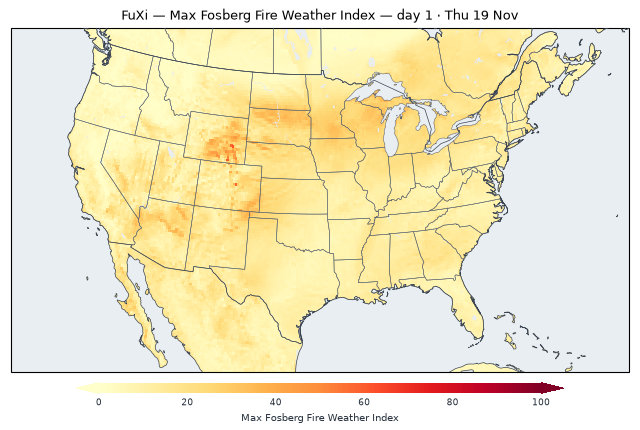 FuXi — Max Fosberg Fire Weather Index — day 1 · Thu 19 Nov
0 20 40 60 80 100
Max Fosberg Fire Weather Index